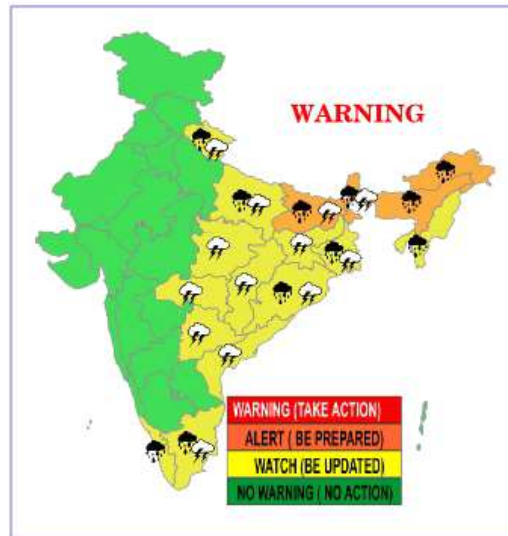 WARNING
WARNING (TAKE ACTION)
ALERT ( BE PREPARED)
WATCH (BE UPDATED)
NO WARNING ( NO ACTION)